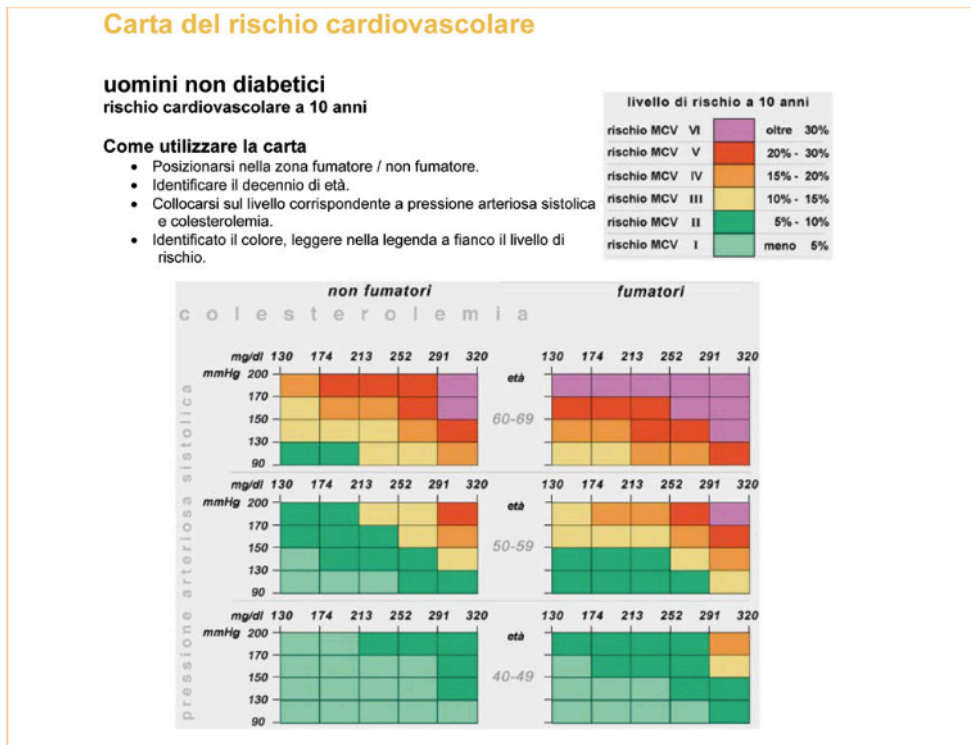 Carta del rischio cardiovascolare
uomini non diabetici
rischio cardiovascolare a 10 anni
Come utilizzare la carta
• Posizionarsi nella zona fumatore / non fumatore.
• Identificare il decennio di età.
• Collocarsi sul livello corrispondente a pressione arteriosa sistolica
e colesterolemia.
• Identificato il colore, leggere nella legenda a fianco il livello di
rischio.
livello di rischio a 10 anni
rischio MCV VI oltre 30%
rischio MCV V 20% - 30%
rischio MCV IV 15% - 20%
rischio MCV III 10% - 15%
rischio MCV II 5% - 10%
rischio MCV I meno 5%
non fumatori fumatori
colesterolemia
pressione arteriosa sistolica
mg/dl 130 174 213 252 291 320 130 174 213 252 291 320
mmHg 200 età
170
150 60-69
130
90
mg/dl 130 174 213 252 291 320 130 174 213 252 291 320
mmHg 200 età
170
150 50-59
130
90
mg/dl 130 174 213 252 291 320 130 174 213 252 291 320
mmHg 200 età
170
150 40-49
130
90